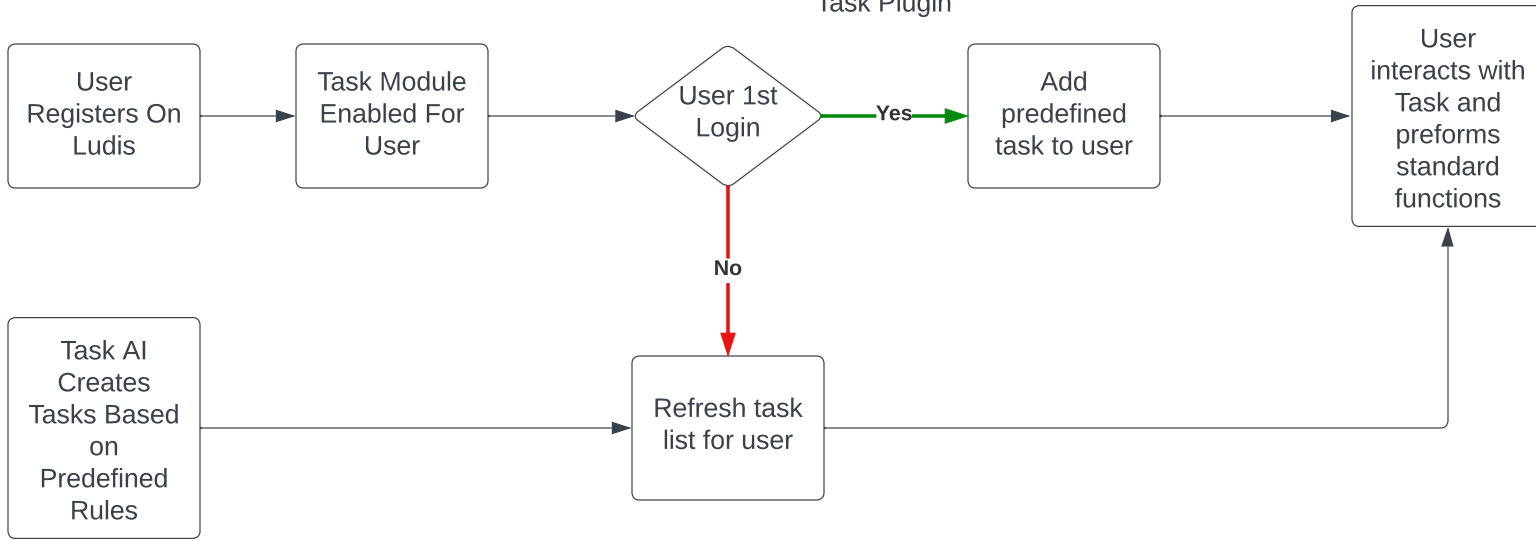 Task Plugin
User
Registers On
Ludis
Task Module
Enabled For
User
User 1st
Login
Yes
Add
predefined
task to user
User
interacts with
Task and
preforms
standard
functions
No
Task AI
Creates
Tasks Based
on
Predefined
Rules
Refresh task
list for user